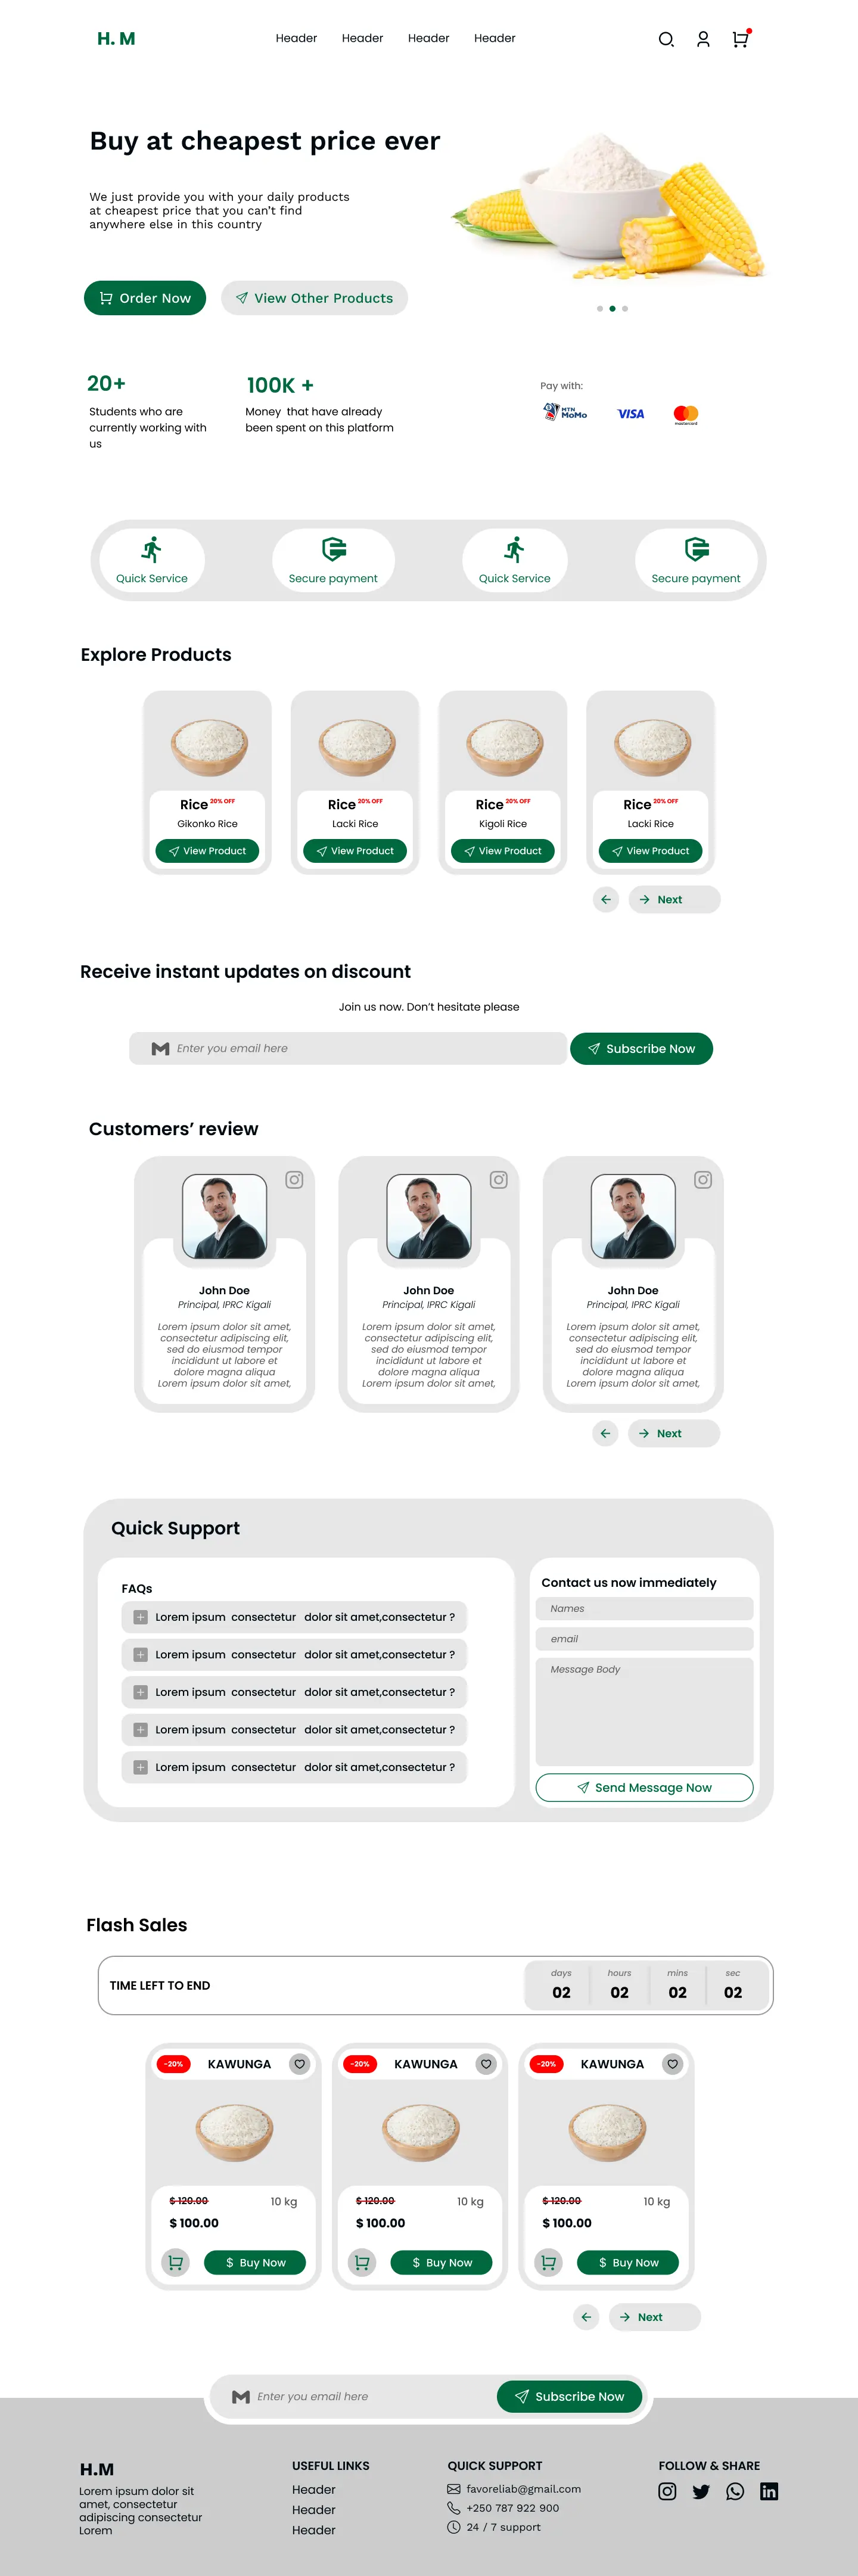 H. M
Header Header Header Header
Buy at cheapest price ever
We just provide you with your daily products
at cheapest price that you can't find
anywhere else in this country
Order Now
View Other Products
20+
Students who are
currently working with
us
100K +
Money that have already
been spent on this platform
Pay with:
MTN
MoMo
VISA
mastercard
Quick Service
Secure payment
Quick Service
Secure payment
Explore Products
Rice 20% OFF
Gikonko Rice
View Product
Rice 20% OFF
Lacki Rice
View Product
Rice 20% OFF
Kigoli Rice
View Product
Rice 20% OFF
Lacki Rice
View Product
Next
Receive instant updates on discount
Join us now. Don't hesitate please
Enter you email here
Subscribe Now
Customers' review
John Doe
Principal, IPRC Kigali
Lorem ipsum dolor sit amet,
consectetur adipiscing elit,
sed do eiusmod tempor
incididunt ut labore et
dolore magna aliqua
Lorem ipsum dolor sit amet,
John Doe
Principal, IPRC Kigali
Lorem ipsum dolor sit amet,
consectetur adipiscing elit,
sed do eiusmod tempor
incididunt ut labore et
dolore magna aliqua
Lorem ipsum dolor sit amet,
John Doe
Principal, IPRC Kigali
Lorem ipsum dolor sit amet,
consectetur adipiscing elit,
sed do eiusmod tempor
incididunt ut labore et
dolore magna aliqua
Lorem ipsum dolor sit amet,
Next
Quick Support
FAQs
Lorem ipsum consectetur dolor sit amet,consectetur ?
Lorem ipsum consectetur dolor sit amet,consectetur ?
Lorem ipsum consectetur dolor sit amet,consectetur ?
Lorem ipsum consectetur dolor sit amet,consectetur ?
Lorem ipsum consectetur dolor sit amet,consectetur ?
Contact us now immediately
Names
email
Message Body
Send Message Now
Flash Sales
TIME LEFT TO END
days hours mins sec
02 02 02 02
-20% KAWUNGA
$ 120.00 10 kg
$ 100.00
$ Buy Now
-20% KAWUNGA
$ 120.00 10 kg
$ 100.00
$ Buy Now
-20% KAWUNGA
$ 120.00 10 kg
$ 100.00
$ Buy Now
Next
Enter you email here
Subscribe Now
H.M
Lorem ipsum dolor sit
amet, consectetur
adipiscing consectetur
Lorem
USEFUL LINKS
Header
Header
Header
QUICK SUPPORT
favoreliab@gmail.com
+250 787 922 900
24 / 7 support
FOLLOW & SHARE